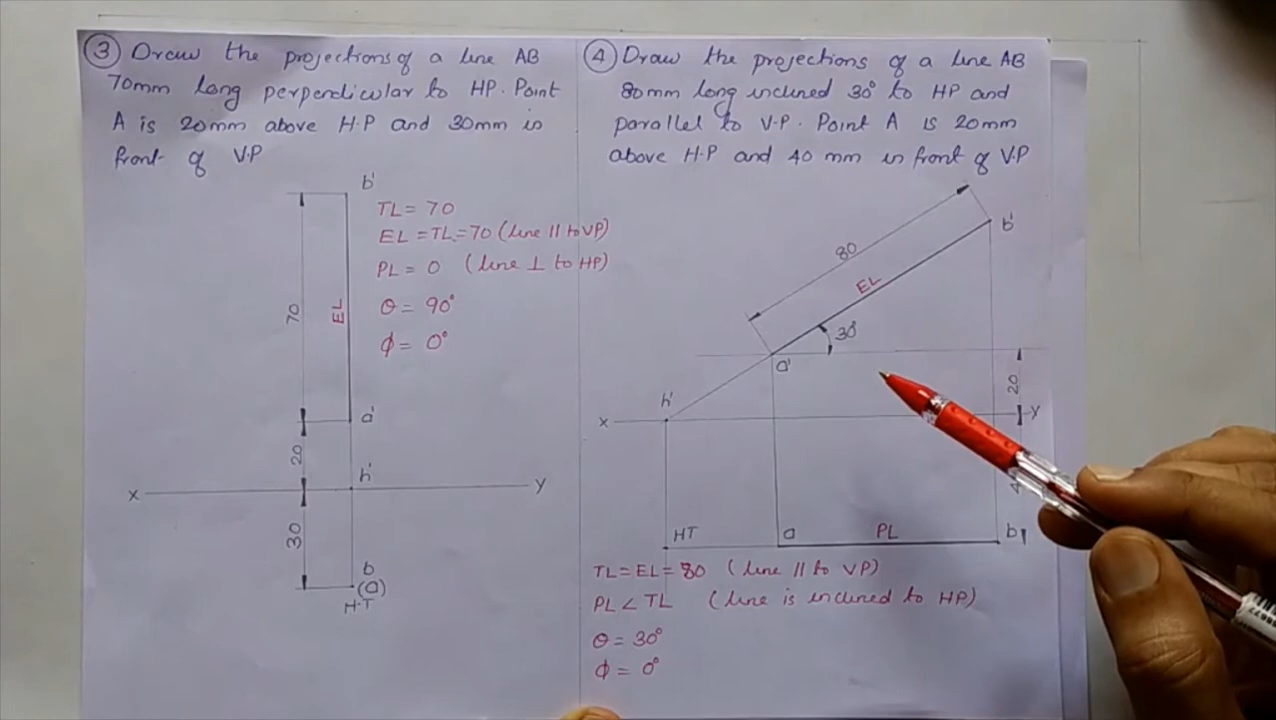 3 Draw the projections of a line AB
70mm long perpendicular to HP. Point
A is 20mm above H.P and 30mm in
front of V.P
b'
TL = 70
EL = TL = 70 (line || to VP)
PL = 0 (line ⊥ to HP)
θ = 90°
ϕ = 0°
70
EL
a'
20
h'
X
Y
30
b
(a)
H.T
4 Draw the projections of a line AB
80mm long inclined 30° to HP and
parallel to V.P. Point A is 20mm
above H.P and 40 mm in front of V.P
80
b'
EL
30°
a'
20
h'
X
Y
4
HT
a
PL
b
TL = EL = 80 (line || to VP)
PL < TL (line is inclined to HP)
θ = 30°
ϕ = 0°